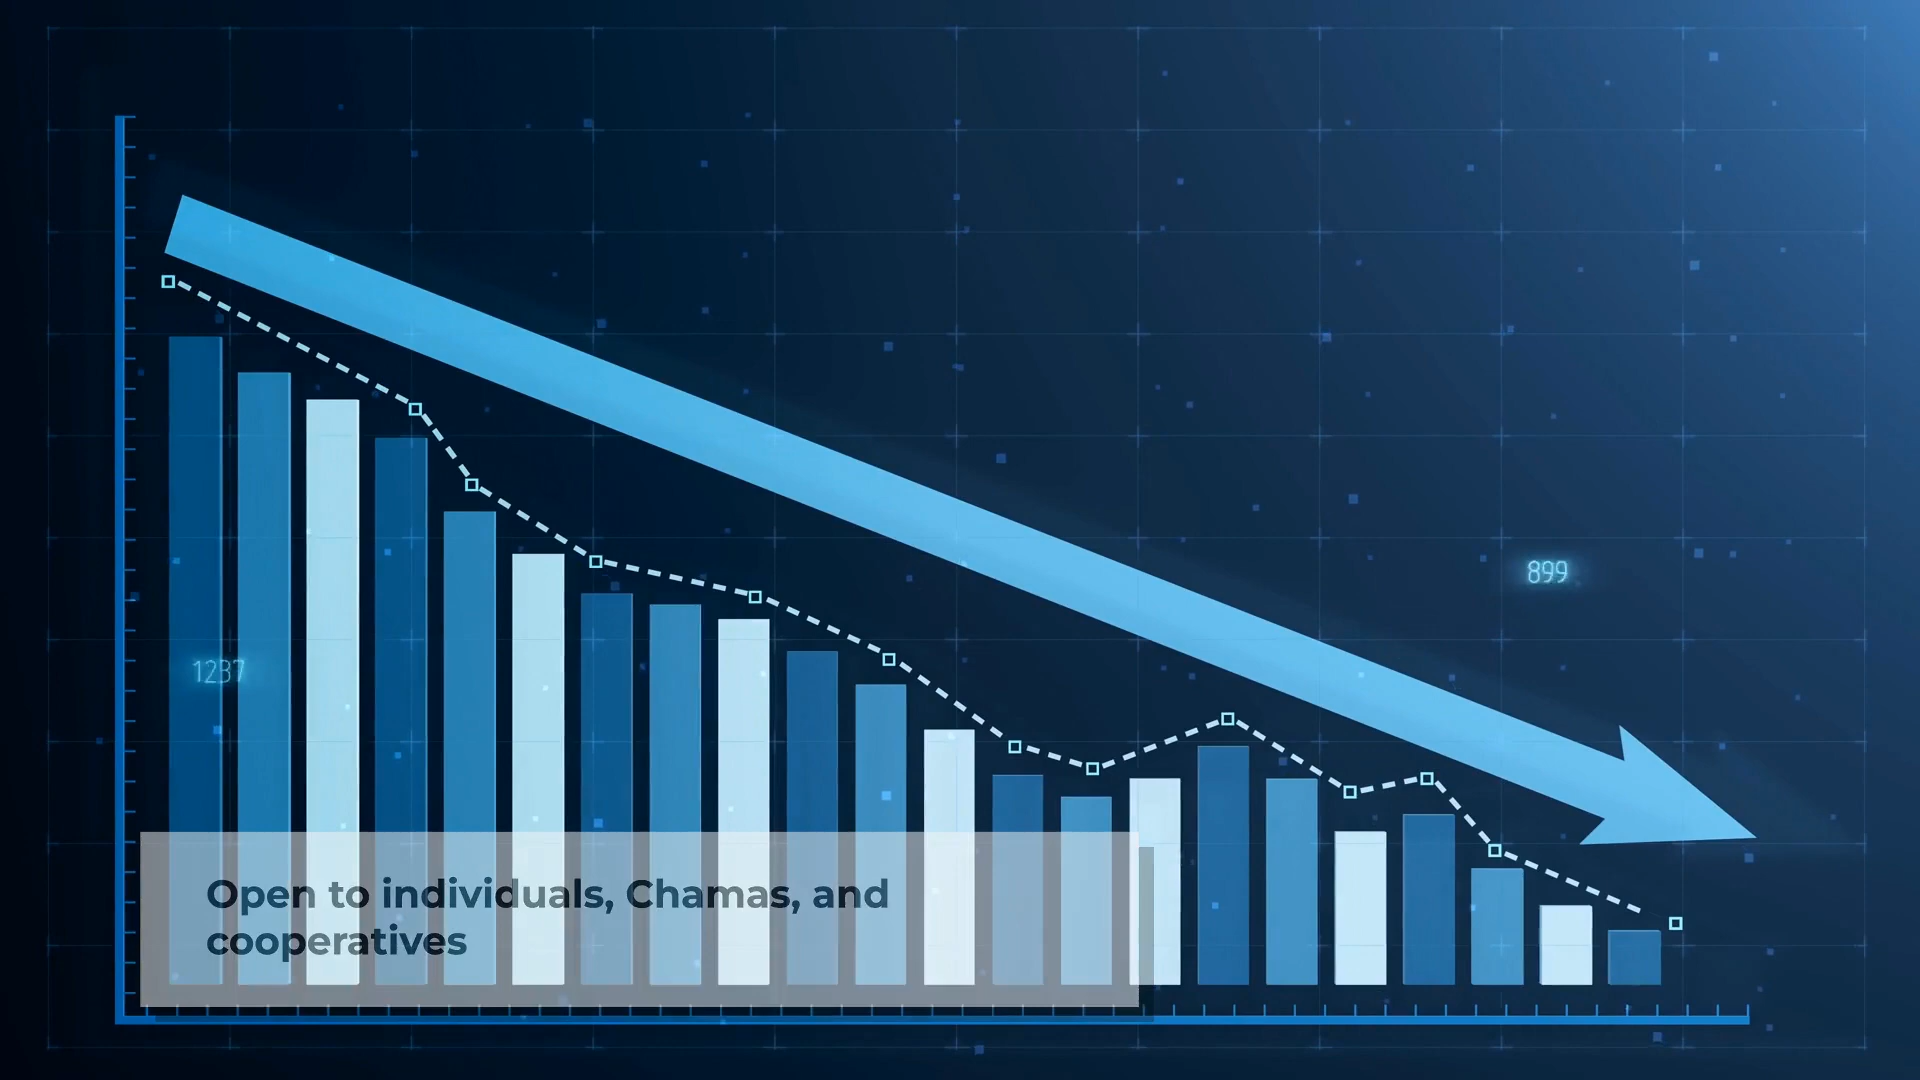 899
1237
Open to individuals, Chamas, and
cooperatives